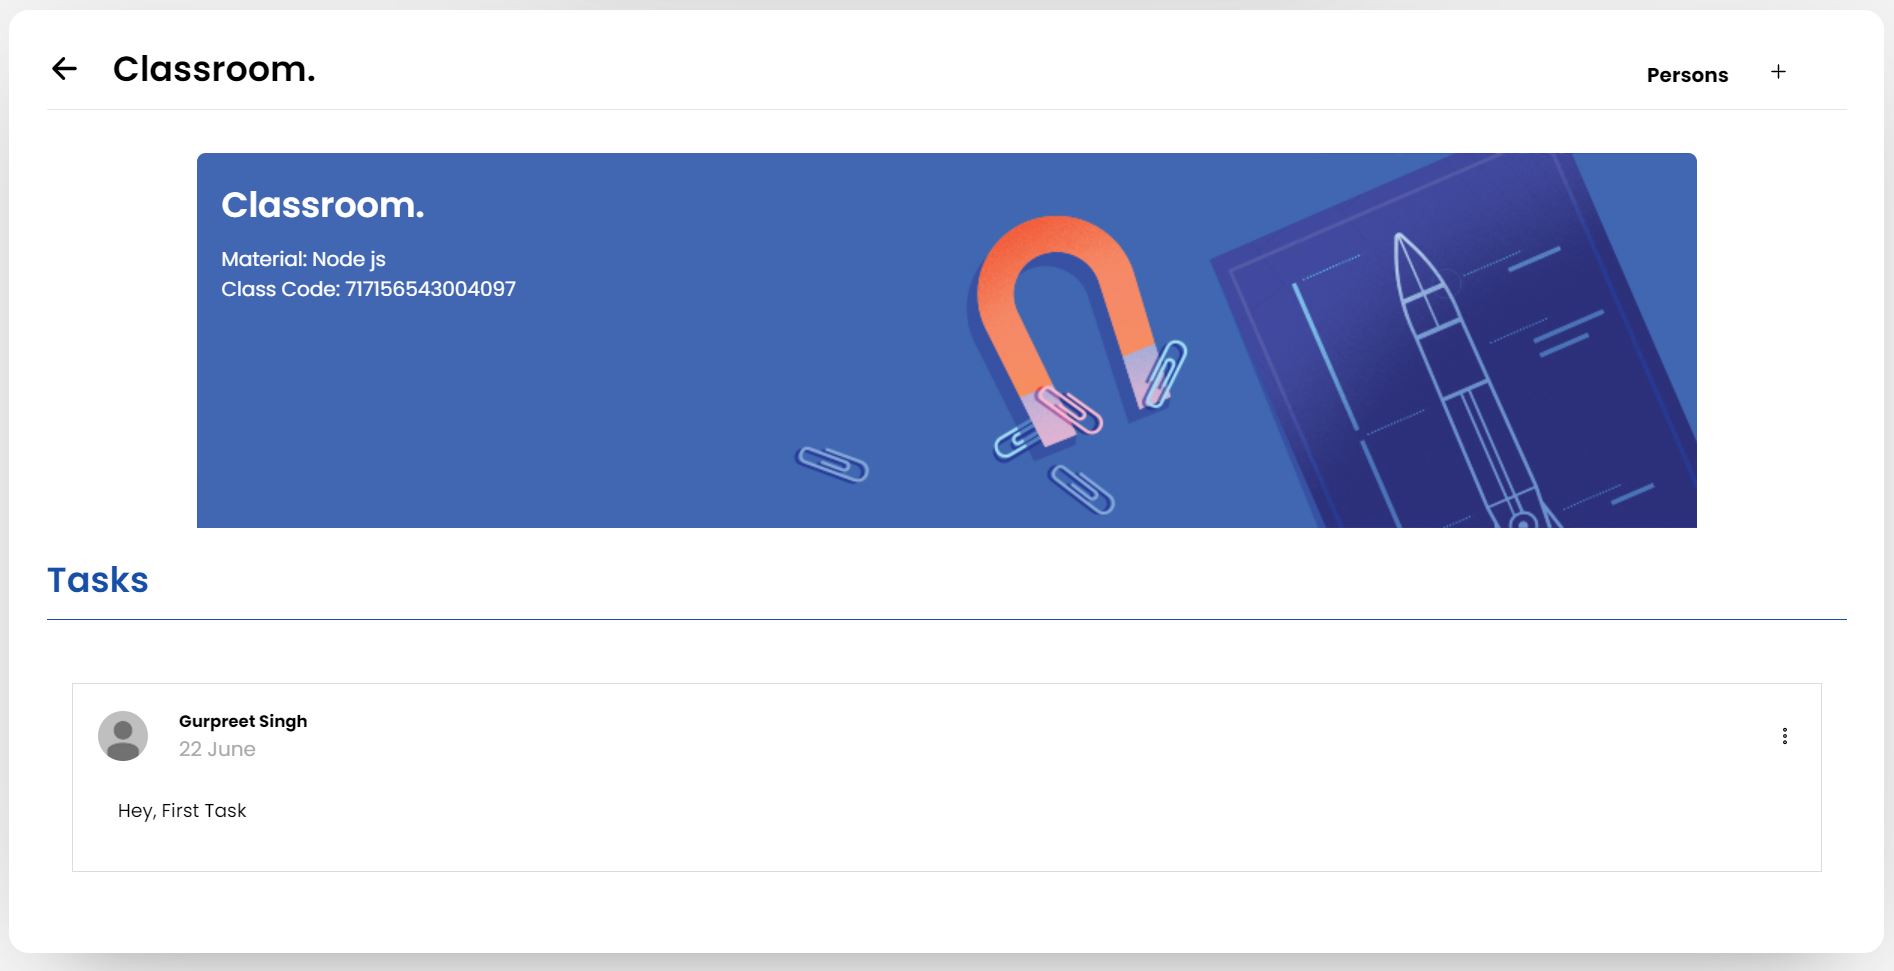 Classroom.
Persons
Classroom.
Material: Node js
Class Code: 717156543004097
Tasks
Gurpreet Singh
22 June
Hey, First Task